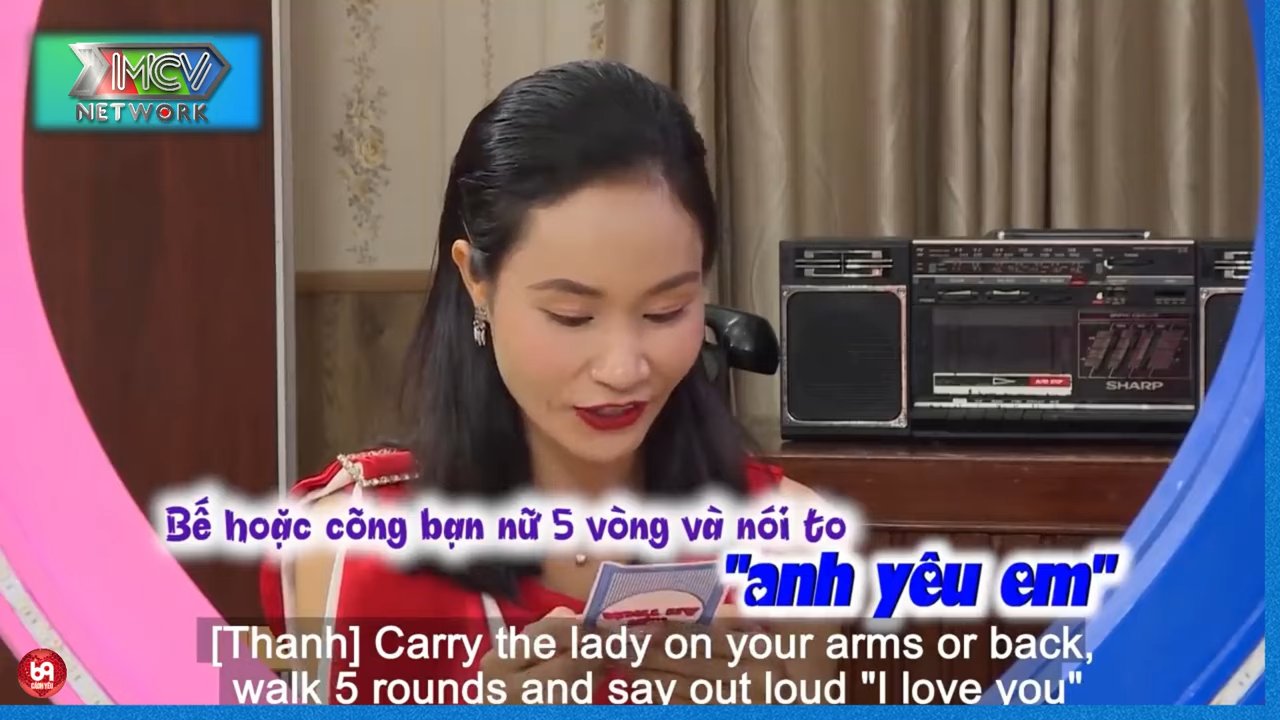 MCV
NETWORK
SHARP
Bế hoặc cõng bạn nữ 5 vòng và nói to
"anh yêu em"
[Thanh] Carry the lady on your arms or back,
walk 5 rounds and say out loud "I love you"